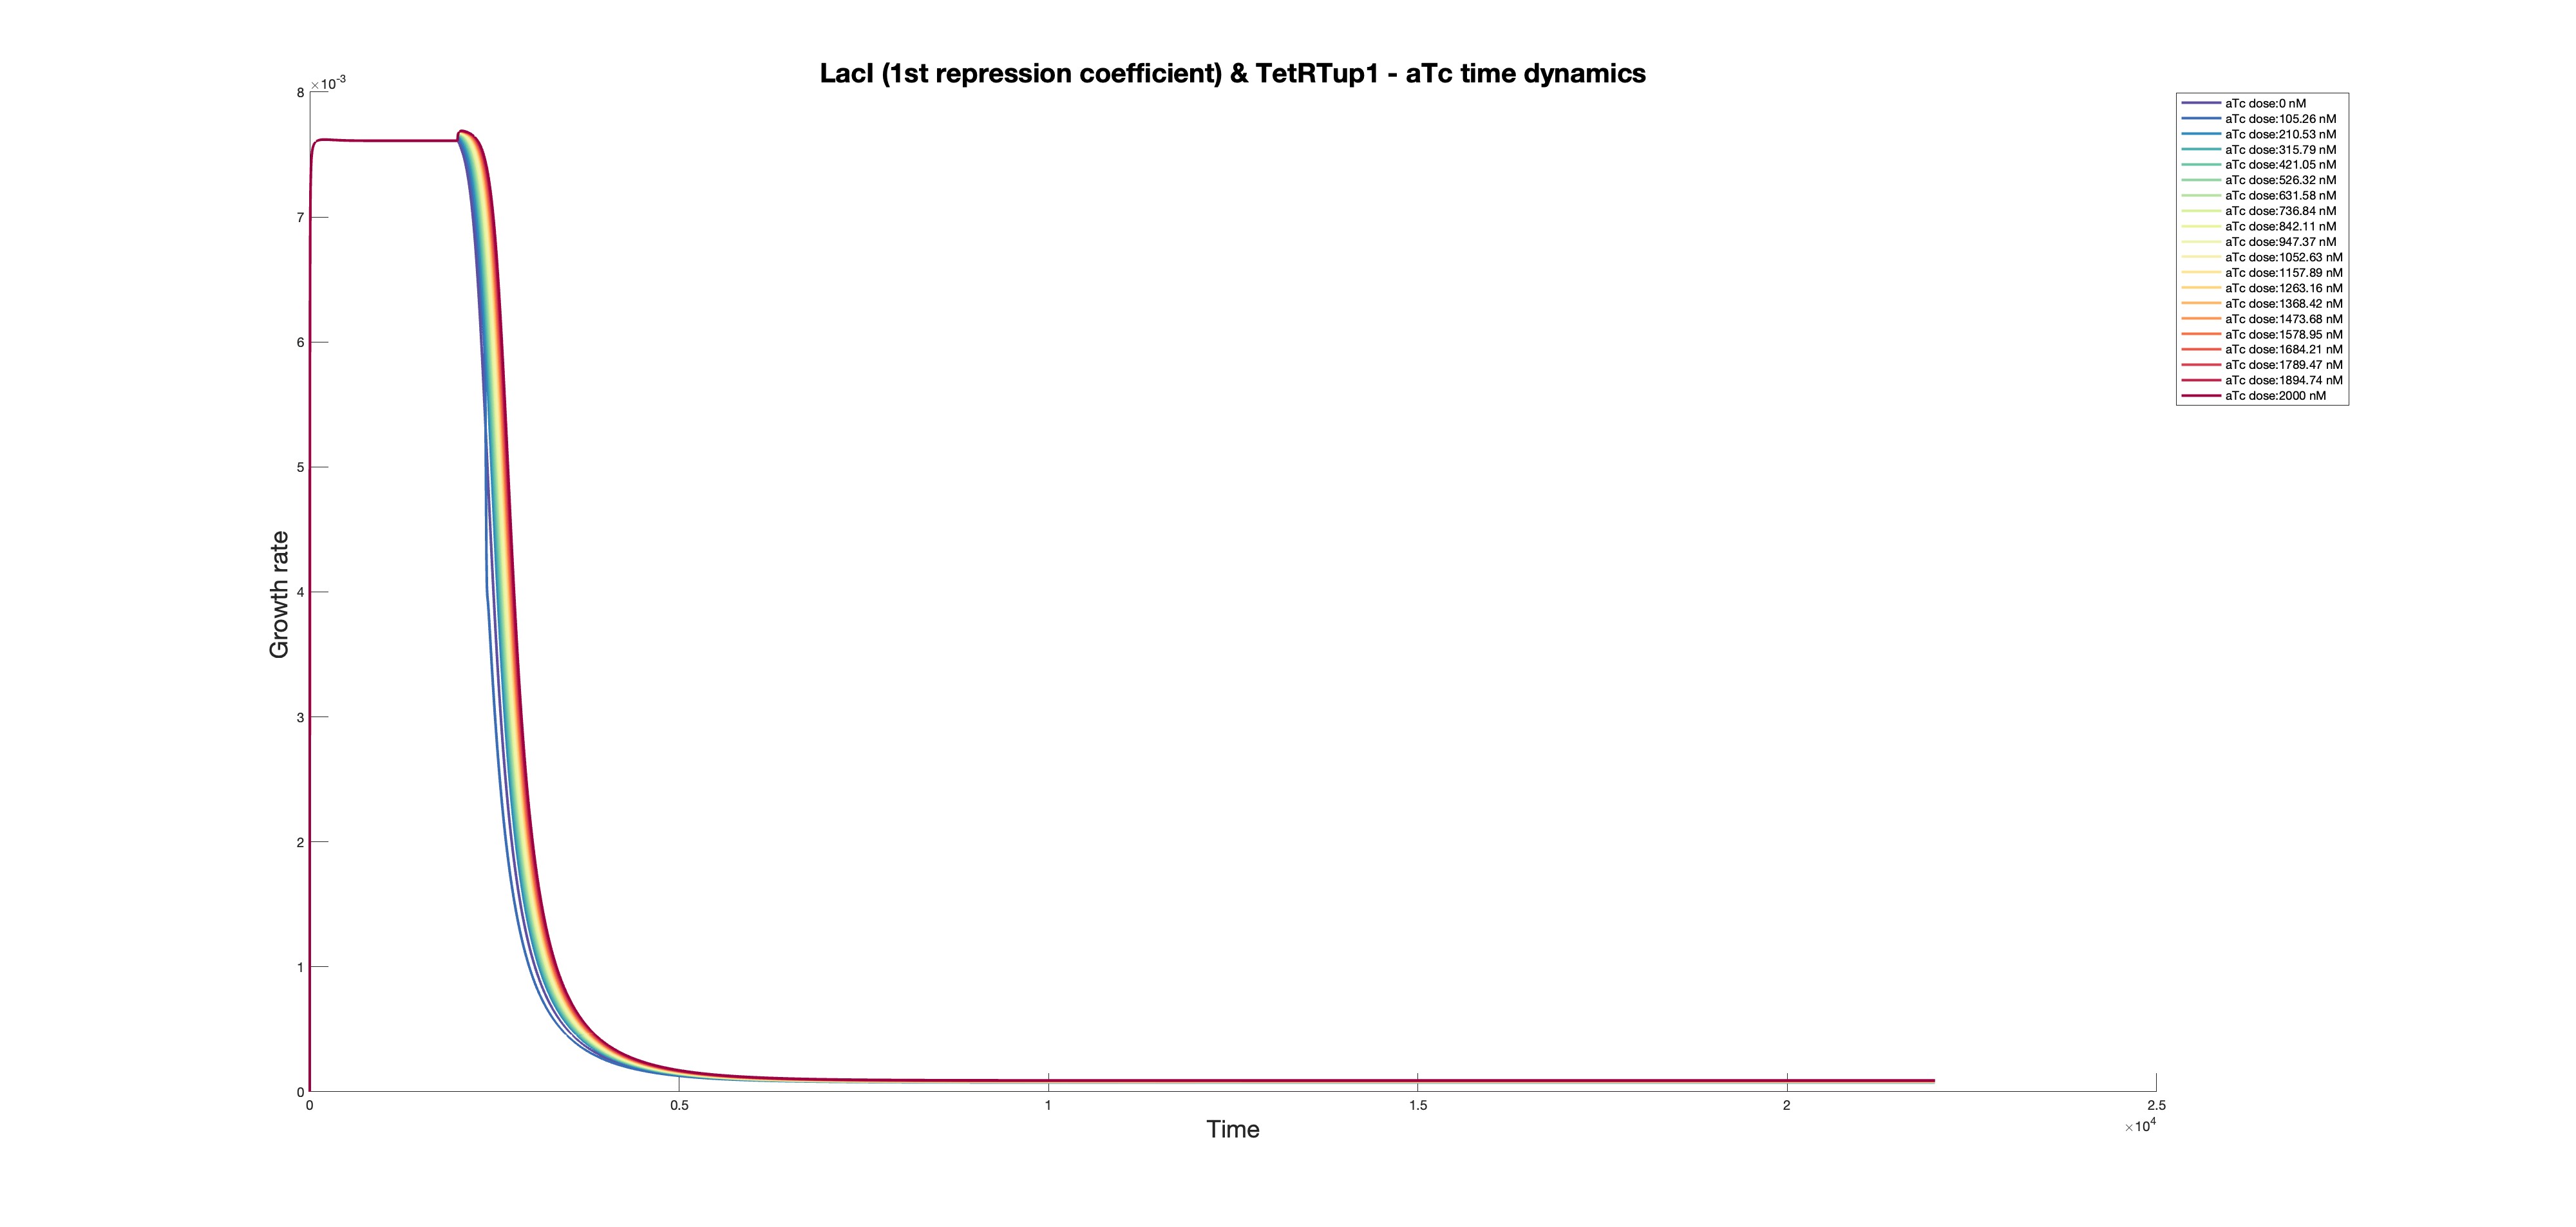 LacI (1st repression coefficient) & TetRTup1 - aTc time dynamics
×10-3
8
7
6
5
4
3
2
1
0
Growth rate
0
0.5
1
1.5
2
2.5
×104
Time
aTc dose:0 nM
aTc dose:105.26 nM
aTc dose:210.53 nM
aTc dose:315.79 nM
aTc dose:421.05 nM
aTc dose:526.32 nM
aTc dose:631.58 nM
aTc dose:736.84 nM
aTc dose:842.11 nM
aTc dose:947.37 nM
aTc dose:1052.63 nM
aTc dose:1157.89 nM
aTc dose:1263.16 nM
aTc dose:1368.42 nM
aTc dose:1473.68 nM
aTc dose:1578.95 nM
aTc dose:1684.21 nM
aTc dose:1789.47 nM
aTc dose:1894.74 nM
aTc dose:2000 nM